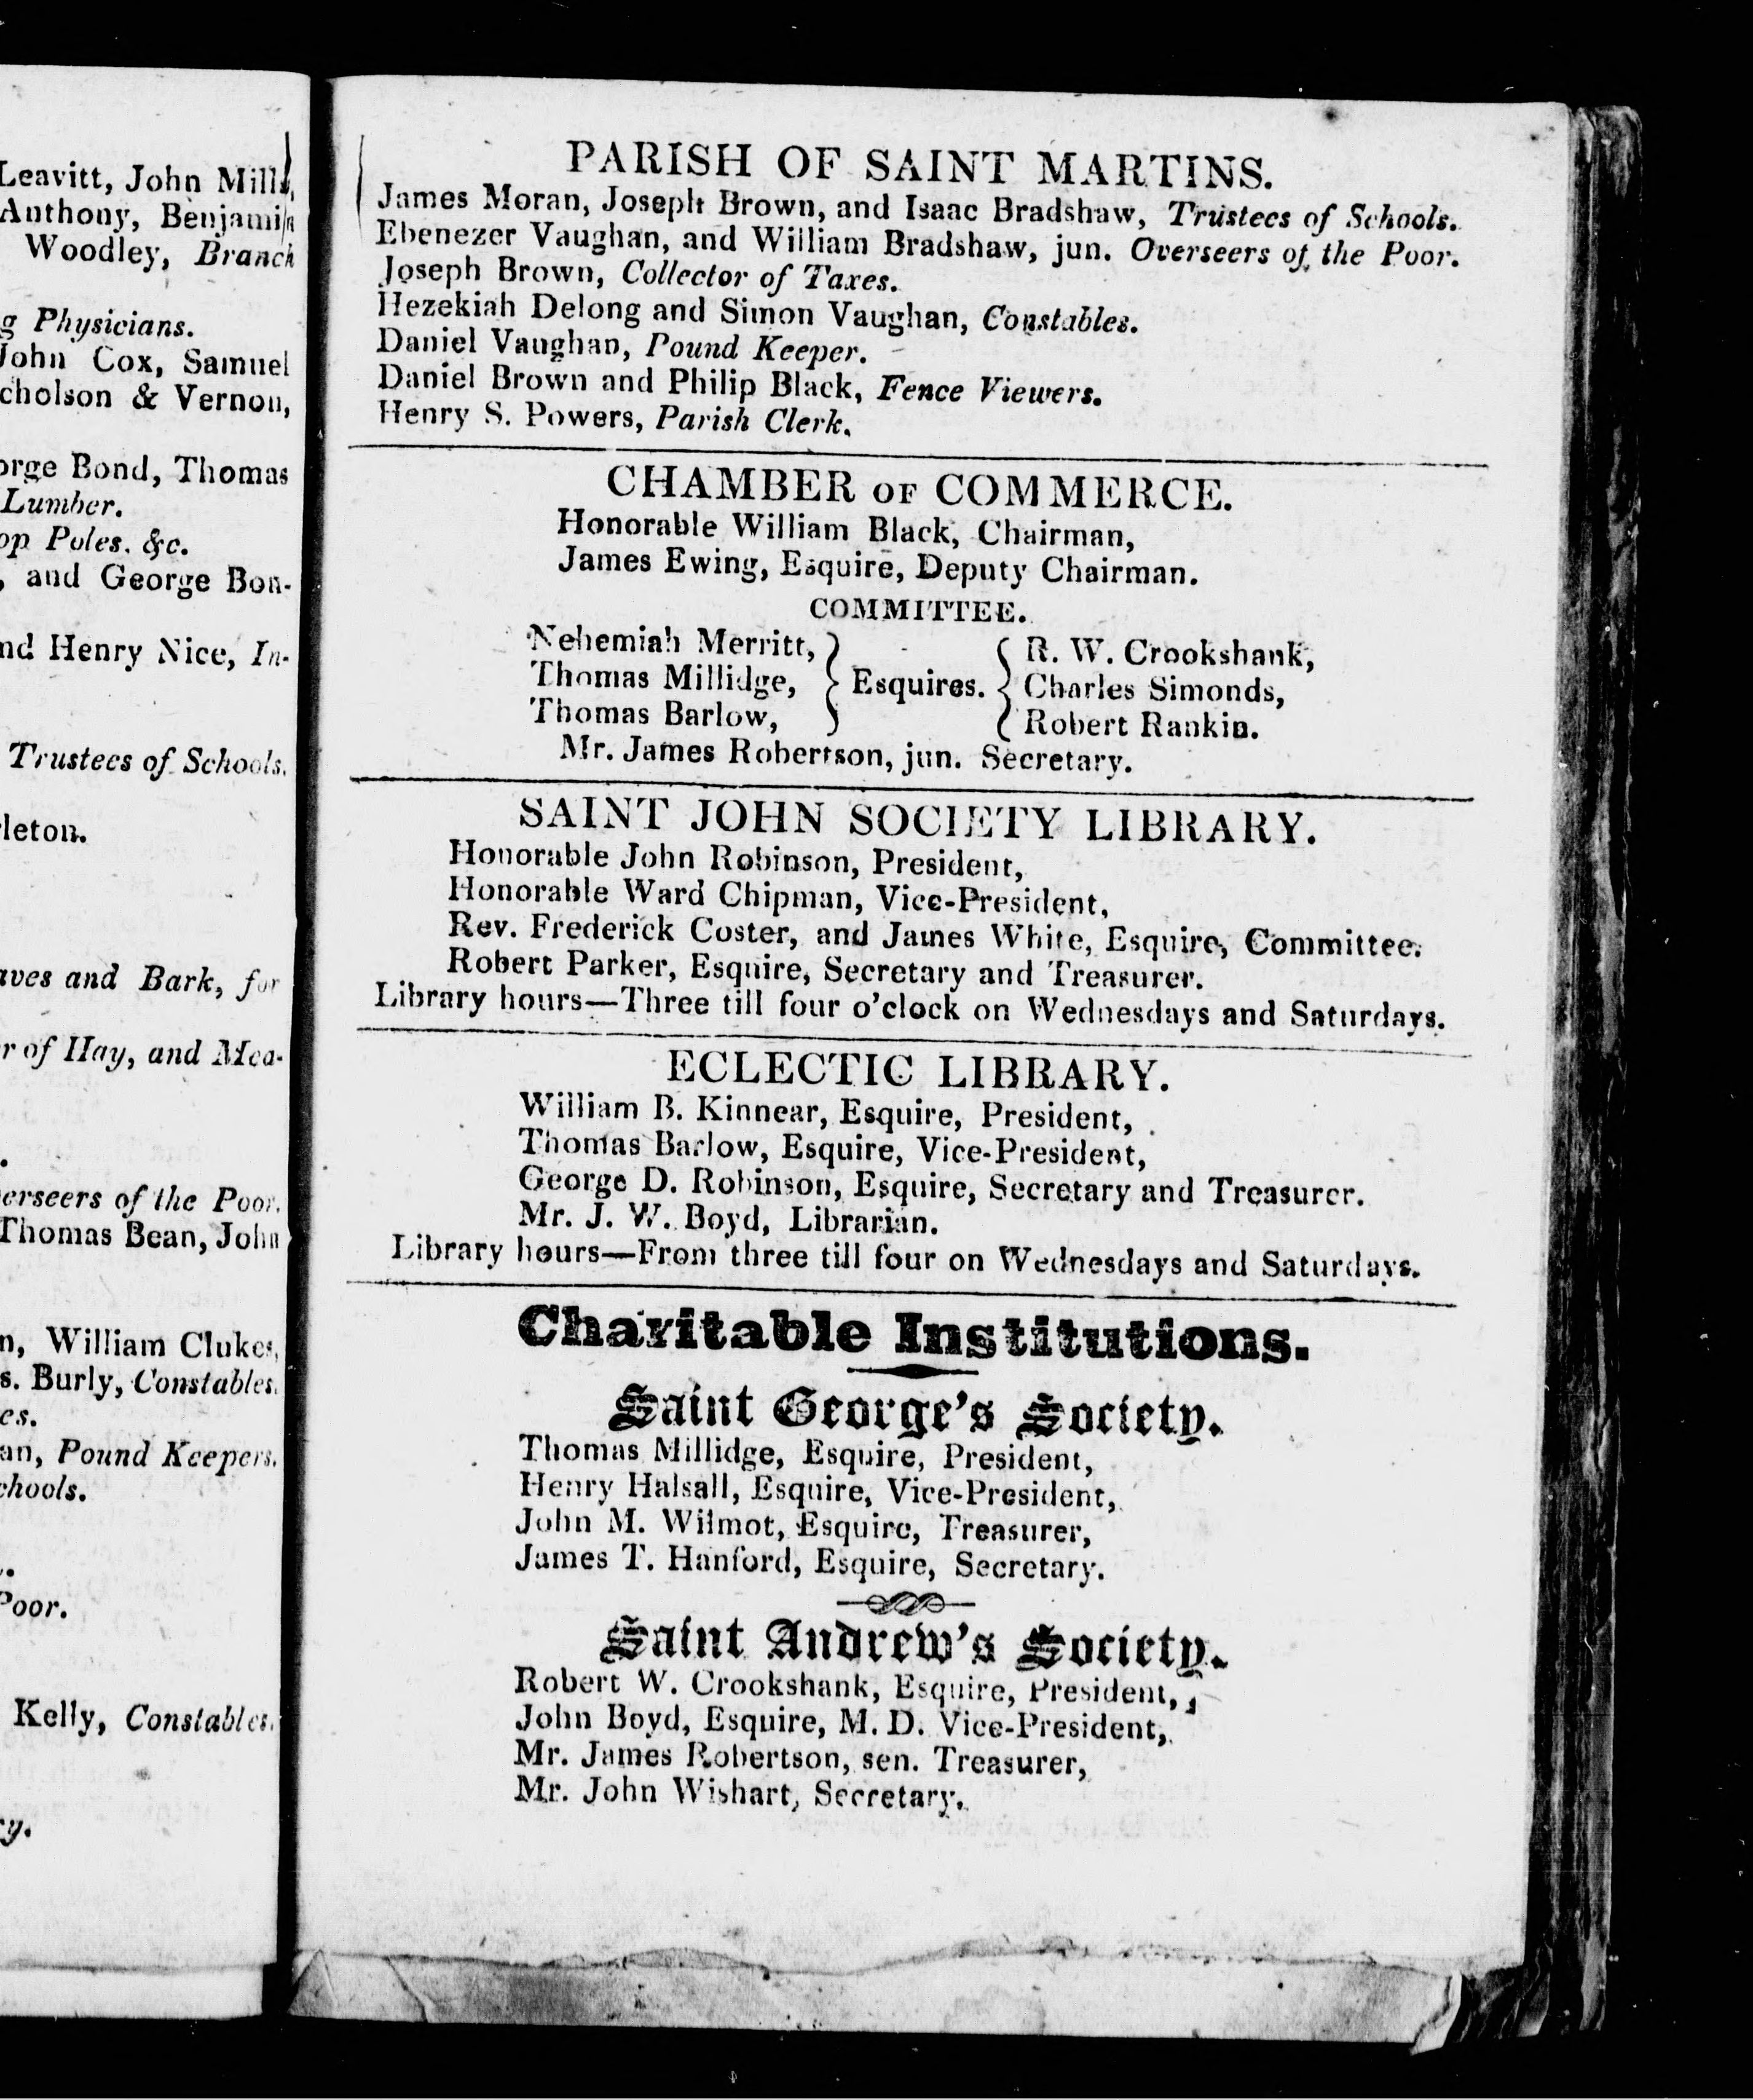 Leavitt, John Mills,
Anthony, Benjamin
Woodley, Branch
Physicians.
John Cox, Samuel
cholson & Vernon,
orge Bond, Thomas
Lumber.
op Poles. &c.
, and George Bon-
nd Henry Nice, In-
Trustees of Schools.
leton.
aves and Bark, for
r of Hay, and Mea-
erseers of the Poor.
Thomas Bean, John
n, William Clukes,
s. Burly, Constables.
es.
an, Pound Keepers.
chools.
Poor.
Kelly, Constables.
ry.
PARISH OF SAINT MARTINS.
James Moran, Joseph Brown, and Isaac Bradshaw, Trustees of Schools.
Ebenezer Vaughan, and William Bradshaw, jun. Overseers of the Poor.
Joseph Brown, Collector of Taxes.
Hezekiah Delong and Simon Vaughan, Constables.
Daniel Vaughan, Pound Keeper.
Daniel Brown and Philip Black, Fence Viewers.
Henry S. Powers, Parish Clerk.
CHAMBER OF COMMERCE.
Honorable William Black, Chairman,
James Ewing, Esquire, Deputy Chairman.
COMMITTEE.
Nehemiah Merritt, R. W. Crookshank,
Thomas Millidge, Esquires. Charles Simonds,
Thomas Barlow, Robert Rankin.
Mr. James Robertson, jun. Secretary.
SAINT JOHN SOCIETY LIBRARY.
Honorable John Robinson, President,
Honorable Ward Chipman, Vice-President,
Rev. Frederick Coster, and James White, Esquire, Committee.
Robert Parker, Esquire, Secretary and Treasurer.
Library hours—Three till four o'clock on Wednesdays and Saturdays.
ECLECTIC LIBRARY.
William B. Kinnear, Esquire, President,
Thomas Barlow, Esquire, Vice-President,
George D. Robinson, Esquire, Secretary and Treasurer.
Mr. J. W. Boyd, Librarian.
Library hours—From three till four on Wednesdays and Saturdays.
Charitable Institutions.
Saint George's Society.
Thomas Millidge, Esquire, President,
Henry Halsall, Esquire, Vice-President,
John M. Wilmot, Esquire, Treasurer,
James T. Hanford, Esquire, Secretary.
Saint Andrew's Society.
Robert W. Crookshank, Esquire, President,
John Boyd, Esquire, M. D. Vice-President,
Mr. James Robertson, sen. Treasurer,
Mr. John Wishart, Secretary.